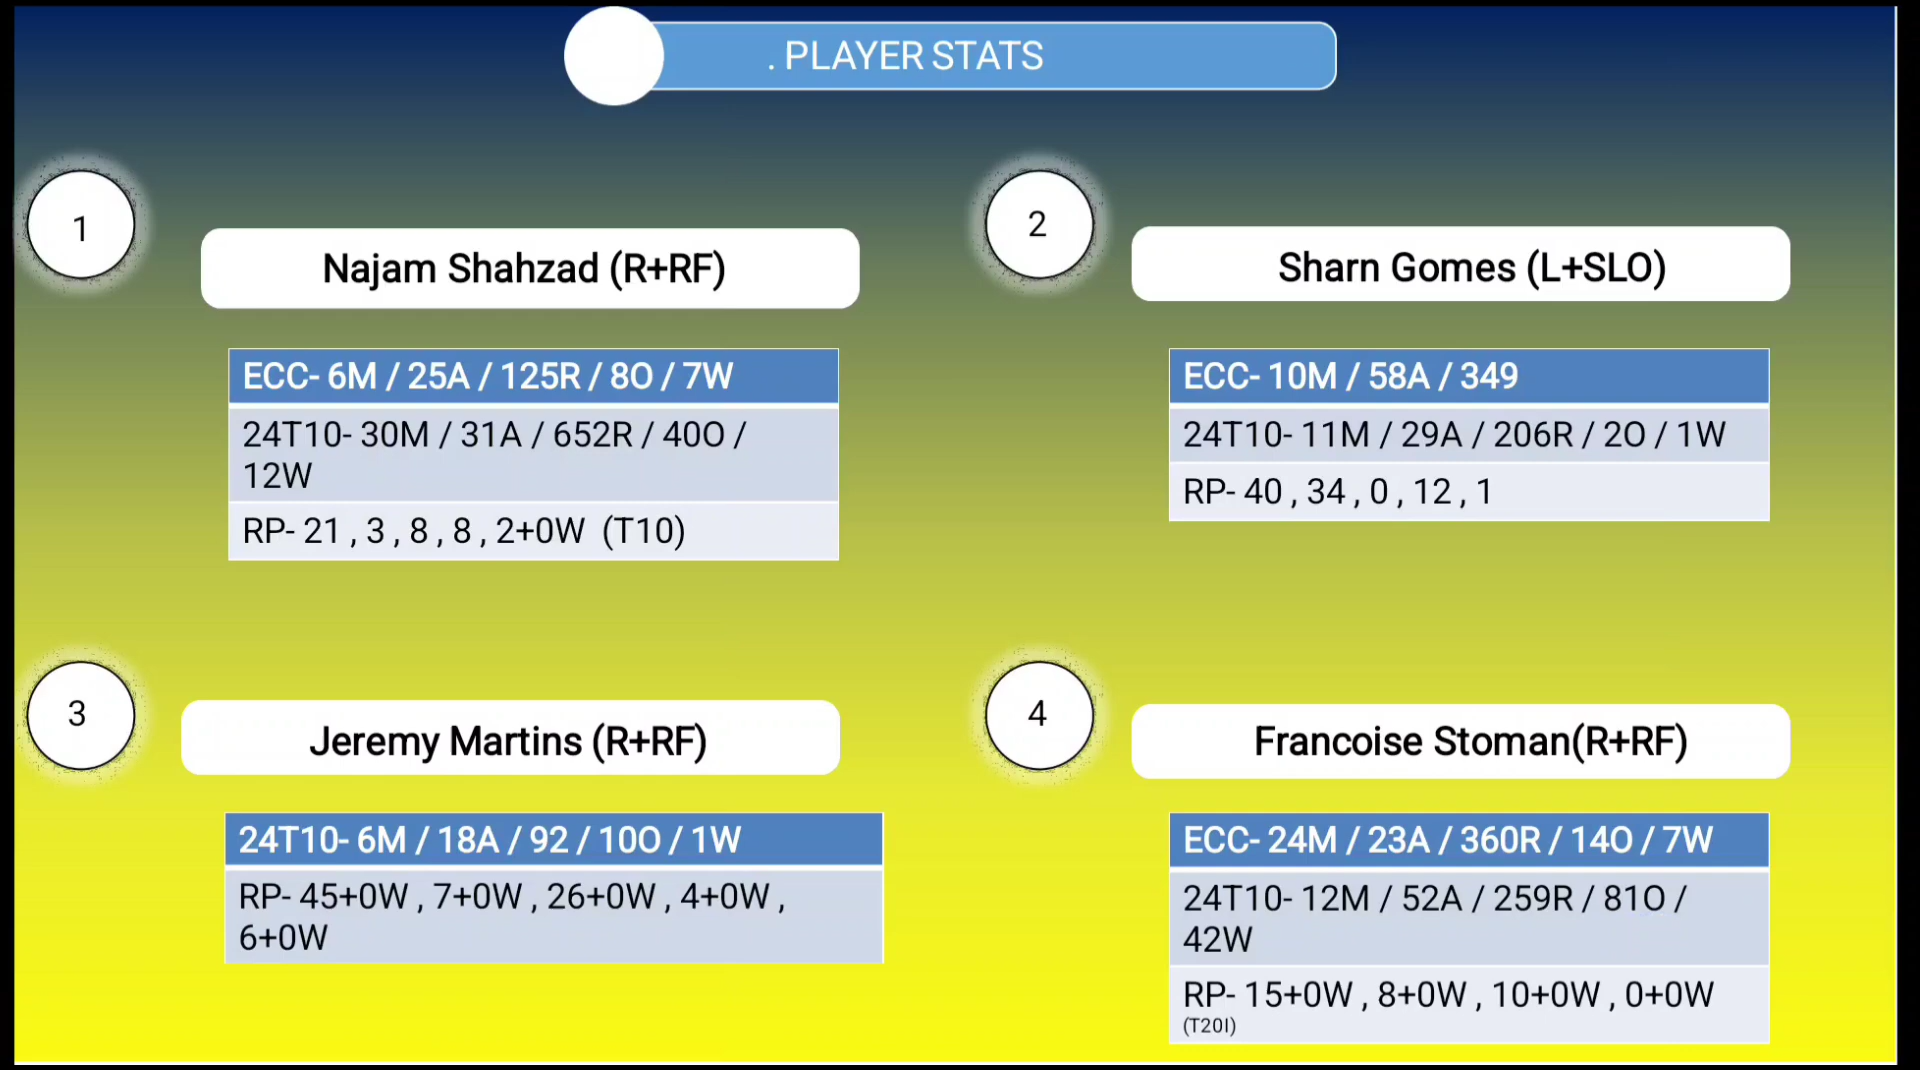 . PLAYER STATS
1
Najam Shahzad (R+RF)
ECC- 6M / 25A / 125R / 8O / 7W
24T10- 30M / 31A / 652R / 40O /
12W
RP- 21 , 3 , 8 , 8 , 2+0W (T10)
2
Sharn Gomes (L+SLO)
ECC- 10M / 58A / 349
24T10- 11M / 29A / 206R / 2O / 1W
RP- 40 , 34 , 0 , 12 , 1
3
Jeremy Martins (R+RF)
24T10- 6M / 18A / 92 / 10O / 1W
RP- 45+0W , 7+0W , 26+0W , 4+0W ,
6+0W
4
Francoise Stoman(R+RF)
ECC- 24M / 23A / 360R / 14O / 7W
24T10- 12M / 52A / 259R / 81O /
42W
RP- 15+0W , 8+0W , 10+0W , 0+0W
(T20I)